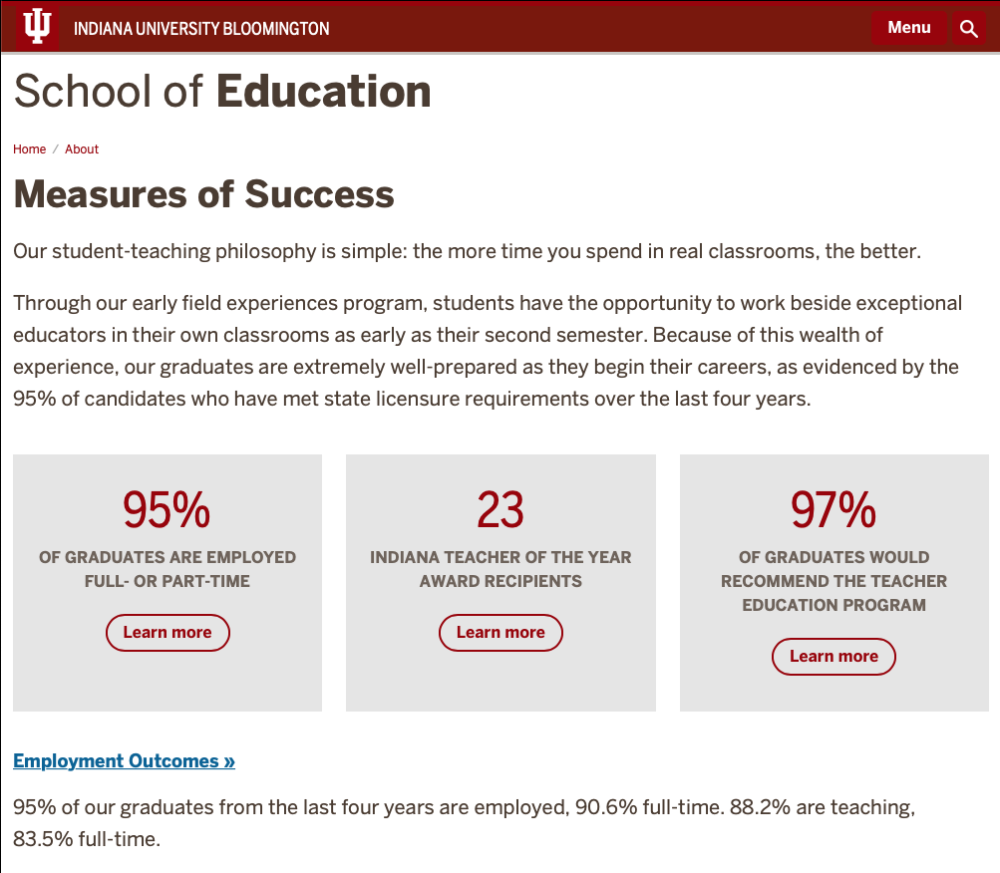 INDIANA UNIVERSITY BLOOMINGTON
Menu
School of Education
Home / About
Measures of Success
Our student-teaching philosophy is simple: the more time you spend in real classrooms, the better.
Through our early field experiences program, students have the opportunity to work beside exceptional
educators in their own classrooms as early as their second semester. Because of this wealth of
experience, our graduates are extremely well-prepared as they begin their careers, as evidenced by the
95% of candidates who have met state licensure requirements over the last four years.
95%
OF GRADUATES ARE EMPLOYED
FULL- OR PART-TIME
Learn more
23
INDIANA TEACHER OF THE YEAR
AWARD RECIPIENTS
Learn more
97%
OF GRADUATES WOULD
RECOMMEND THE TEACHER
EDUCATION PROGRAM
Learn more
Employment Outcomes »
95% of our graduates from the last four years are employed, 90.6% full-time. 88.2% are teaching,
83.5% full-time.